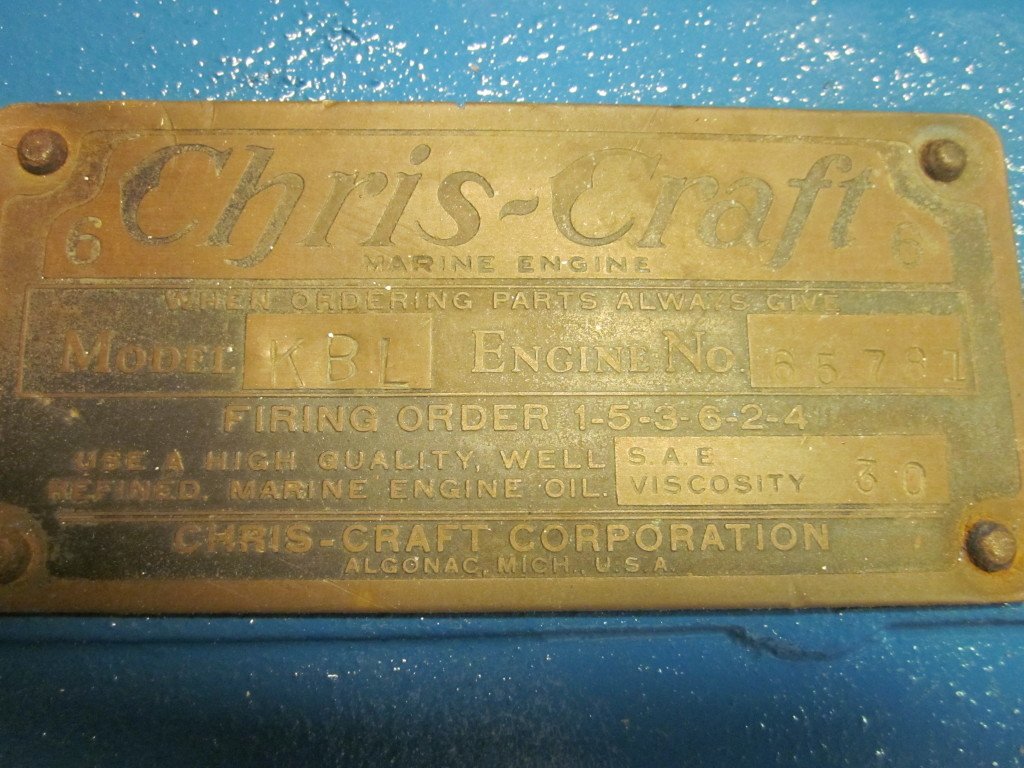 Chris-Craft
6 6
MARINE ENGINE
WHEN ORDERING PARTS ALWAYS GIVE
MODEL KBL ENGINE NO. 65781
FIRING ORDER 1-5-3-6-2-4
USE A HIGH QUALITY, WELL
REFINED, MARINE ENGINE OIL.
S.A.E.
VISCOSITY 30
CHRIS-CRAFT CORPORATION
ALGONAC, MICH., U.S.A.